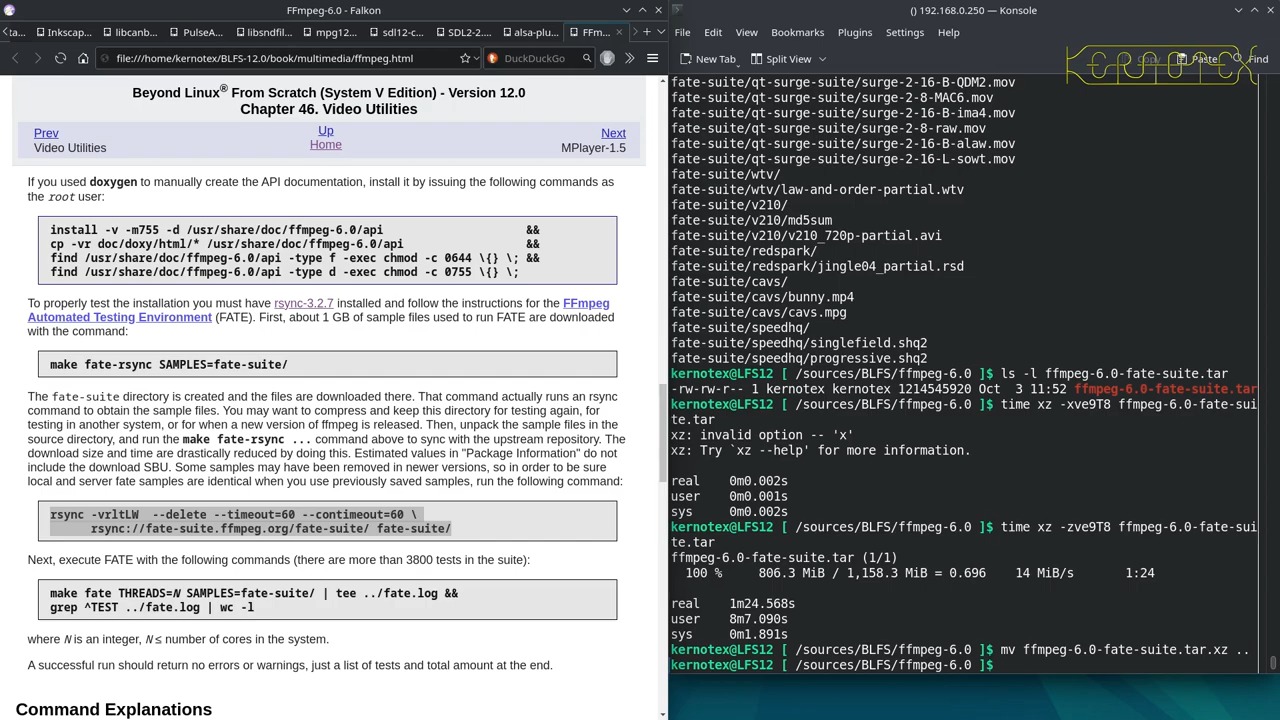 FFmpeg-6.0 - Falkon
ta...
Inkscap...
libcanb...
PulseA...
libsndfil...
mpg12...
sdl12-c...
SDL2-2...
alsa-plu...
FFm...
file:///home/kernotex/BLFS-12.0/book/multimedia/ffmpeg.html
DuckDuckGo
Beyond Linux® From Scratch (System V Edition) - Version 12.0
Chapter 46. Video Utilities
Prev Up Next
Video Utilities Home MPlayer-1.5
If you used doxygen to manually create the API documentation, install it by issuing the following commands as
the root user:
install -v -m755 -d /usr/share/doc/ffmpeg-6.0/api &&
cp -vr doc/doxy/html/* /usr/share/doc/ffmpeg-6.0/api &&
find /usr/share/doc/ffmpeg-6.0/api -type f -exec chmod -c 0644 \{} \; &&
find /usr/share/doc/ffmpeg-6.0/api -type d -exec chmod -c 0755 \{} \;
To properly test the installation you must have rsync-3.2.7 installed and follow the instructions for the FFmpeg
Automated Testing Environment (FATE). First, about 1 GB of sample files used to run FATE are downloaded
with the command:
make fate-rsync SAMPLES=fate-suite/
The fate-suite directory is created and the files are downloaded there. That command actually runs an rsync
command to obtain the sample files. You may want to compress and keep this directory for testing again, for
testing in another system, or for when a new version of ffmpeg is released. Then, unpack the sample files in the
source directory, and run the make fate-rsync ... command above to sync with the upstream repository. The
download size and time are drastically reduced by doing this. Estimated values in "Package Information" do not
include the download SBU. Some samples may have been removed in newer versions, so in order to be sure
local and server fate samples are identical when you use previously saved samples, run the following command:
rsync -vrltLW --delete --timeout=60 --contimeout=60 \
rsync://fate-suite.ffmpeg.org/fate-suite/ fate-suite/
Next, execute FATE with the following commands (there are more than 3800 tests in the suite):
make fate THREADS=N SAMPLES=fate-suite/ | tee ../fate.log &&
grep ^TEST ../fate.log | wc -l
where N is an integer, N ≤ number of cores in the system.
A successful run should return no errors or warnings, just a list of tests and total amount at the end.
Command Explanations
() 192.168.0.250 — Konsole
File Edit View Bookmarks Plugins Settings Help
New Tab Split View Copy Paste Find
kernotex
fate-suite/qt-surge-suite/surge-2-16-B-QDM2.mov
fate-suite/qt-surge-suite/surge-2-8-MAC6.mov
fate-suite/qt-surge-suite/surge-2-16-B-ima4.mov
fate-suite/qt-surge-suite/surge-2-8-raw.mov
fate-suite/qt-surge-suite/surge-2-16-B-alaw.mov
fate-suite/qt-surge-suite/surge-2-16-L-sowt.mov
fate-suite/wtv/
fate-suite/wtv/law-and-order-partial.wtv
fate-suite/v210/
fate-suite/v210/md5sum
fate-suite/v210/v210_720p-partial.avi
fate-suite/redspark/
fate-suite/redspark/jingle04_partial.rsd
fate-suite/cavs/
fate-suite/cavs/bunny.mp4
fate-suite/cavs/cavs.mpg
fate-suite/speedhq/
fate-suite/speedhq/singlefield.shq2
fate-suite/speedhq/progressive.shq2
kernotex@LFS12 [ /sources/BLFS/ffmpeg-6.0 ]$ ls -l ffmpeg-6.0-fate-suite.tar
-rw-rw-r-- 1 kernotex kernotex 1214545920 Oct  3 11:52 ffmpeg-6.0-fate-suite.tar
kernotex@LFS12 [ /sources/BLFS/ffmpeg-6.0 ]$ time xz -xve9T8 ffmpeg-6.0-fate-sui
te.tar
xz: invalid option -- 'x'
xz: Try `xz --help' for more information.
real 0m0.002s
user 0m0.001s
sys 0m0.002s
kernotex@LFS12 [ /sources/BLFS/ffmpeg-6.0 ]$ time xz -zve9T8 ffmpeg-6.0-fate-sui
te.tar
ffmpeg-6.0-fate-suite.tar (1/1)
100 % 806.3 MiB / 1,158.3 MiB = 0.696 14 MiB/s 1:24
real 1m24.568s
user 8m7.090s
sys 0m1.891s
kernotex@LFS12 [ /sources/BLFS/ffmpeg-6.0 ]$ mv ffmpeg-6.0-fate-suite.tar.xz ..
kernotex@LFS12 [ /sources/BLFS/ffmpeg-6.0 ]$